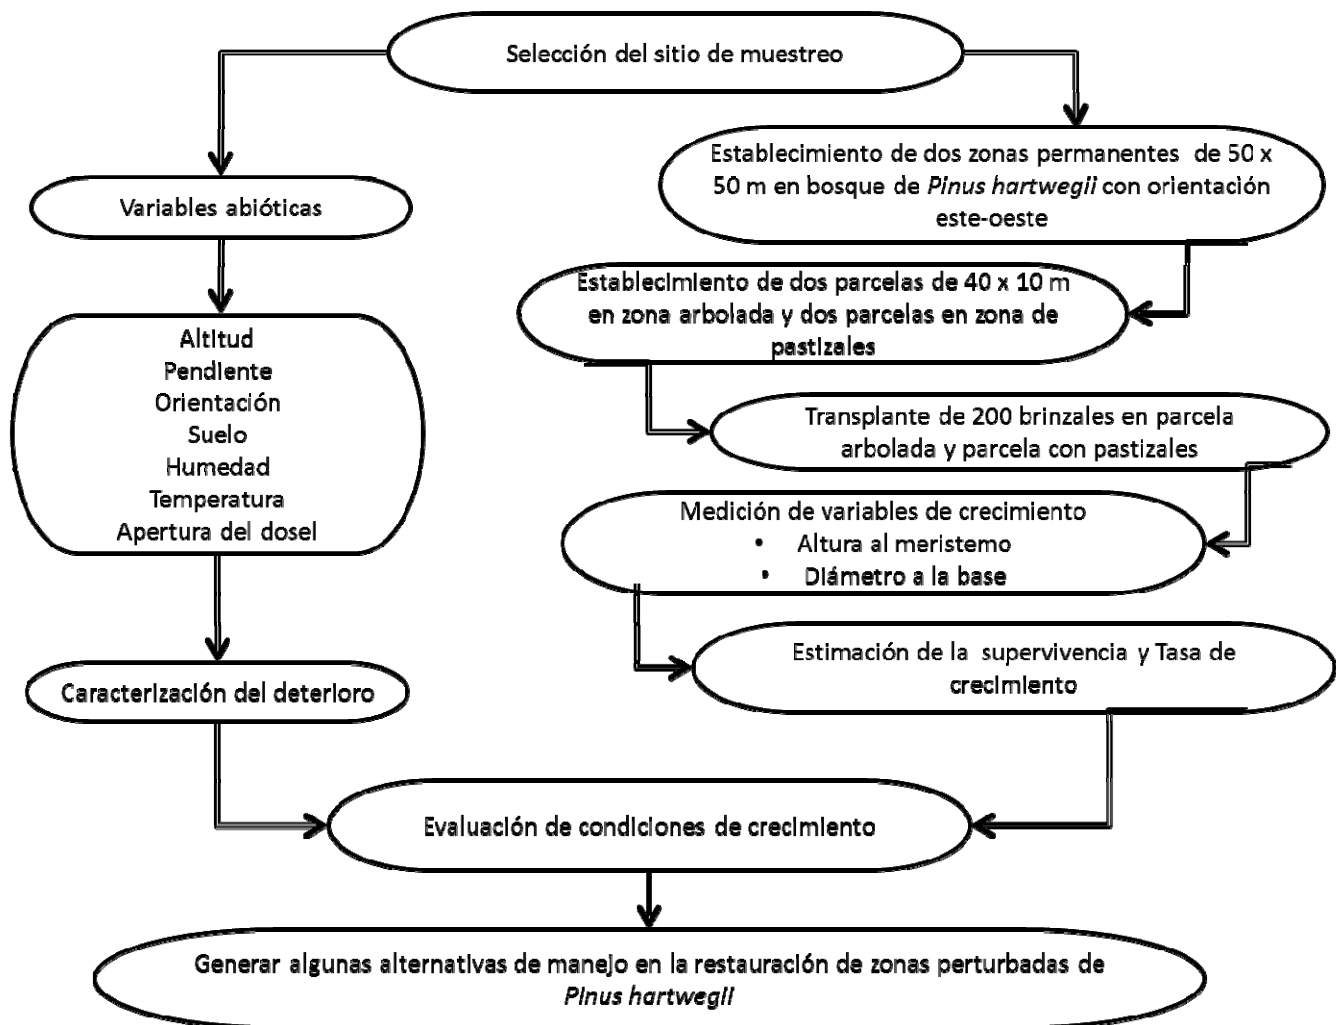 Selección del sitio de muestreo
Variables abióticas
Altitud
Pendiente
Orientación
Suelo
Humedad
Temperatura
Apertura del dosel
Caracterización del deterioro
Establecimiento de dos zonas permanentes de 50 x
50 m en bosque de Pinus hartwegii con orientación
este-oeste
Establecimiento de dos parcelas de 40 x 10 m
en zona arbolada y dos parcelas en zona de
pastizales
Transplante de 200 brinzales en parcela
arbolada y parcela con pastizales
Medición de variables de crecimiento
• Altura al meristemo
• Diámetro a la base
Estimación de la supervivencia y Tasa de
crecimiento
Evaluación de condiciones de crecimiento
Generar algunas alternativas de manejo en la restauración de zonas perturbadas de
Pinus hartwegii